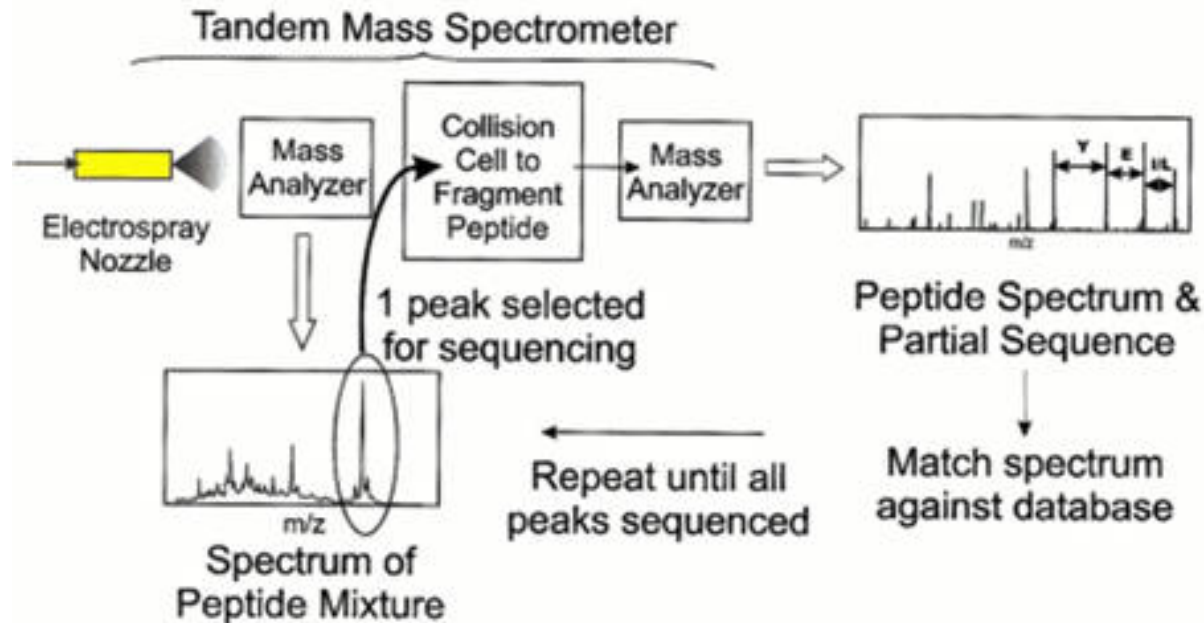 Tandem Mass Spectrometer
Electrospray
Nozzle
Mass
Analyzer
Collision
Cell to
Fragment
Peptide
Mass
Analyzer
Y
E
I/L
m/z
Peptide Spectrum &
Partial Sequence
1 peak selected
for sequencing
m/z
Spectrum of
Peptide Mixture
Repeat until all
peaks sequenced
Match spectrum
against database